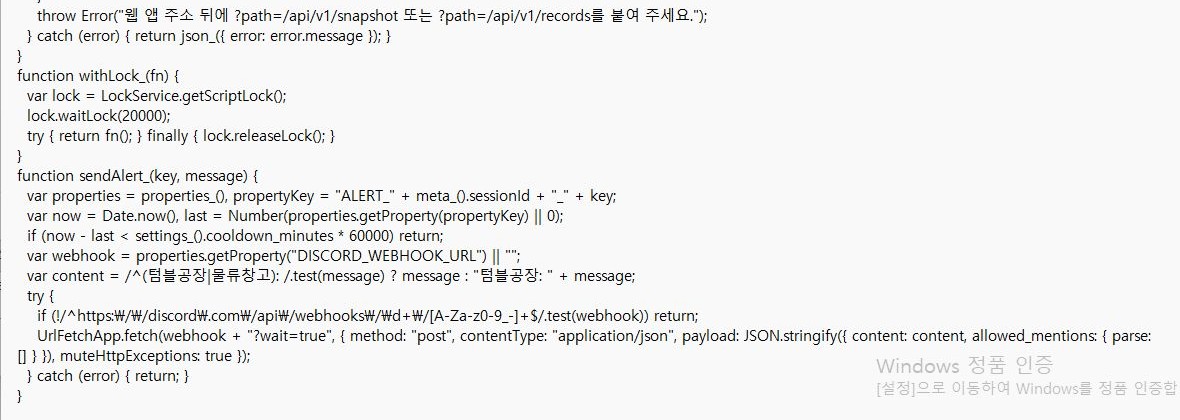 throw Error("웹 앱 주소 뒤에 ?path=/api/v1/snapshot 또는 ?path=/api/v1/records를 붙여 주세요.");
} catch (error) { return json_({ error: error.message }); }
}
function withLock_(fn) {
var lock = LockService.getScriptLock();
lock.waitLock(20000);
try { return fn(); } finally { lock.releaseLock(); }
}
function sendAlert_(key, message) {
var properties = properties_(), propertyKey = "ALERT_" + meta_().sessionId + "_" + key;
var now = Date.now(), last = Number(properties.getProperty(propertyKey) || 0);
if (now - last < settings_().cooldown_minutes * 60000) return;
var webhook = properties.getProperty("DISCORD_WEBHOOK_URL") || "";
var content = /^(텀블공장|물류창고): /.test(message) ? message : "텀블공장: " + message;
try {
if (!/^https:₩/₩/discord₩.com₩/api₩/webhooks₩/₩d+₩/[A-Za-z0-9_-]+$/.test(webhook)) return;
UrlFetchApp.fetch(webhook + "?wait=true", { method: "post", contentType: "application/json", payload: JSON.stringify({ content: content, allowed_mentions: { parse:
[] } }), muteHttpExceptions: true });
} catch (error) { return; }
}
Windows 정품 인증
[설정]으로 이동하여 Windows를 정품 인증합